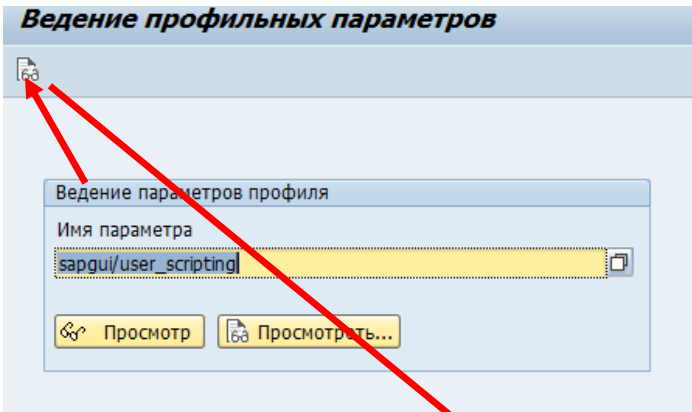 Ведение профильных параметров
Ведение параметров профиля
Имя параметра
sapgui/user_scripting
Просмотр Просмотреть...